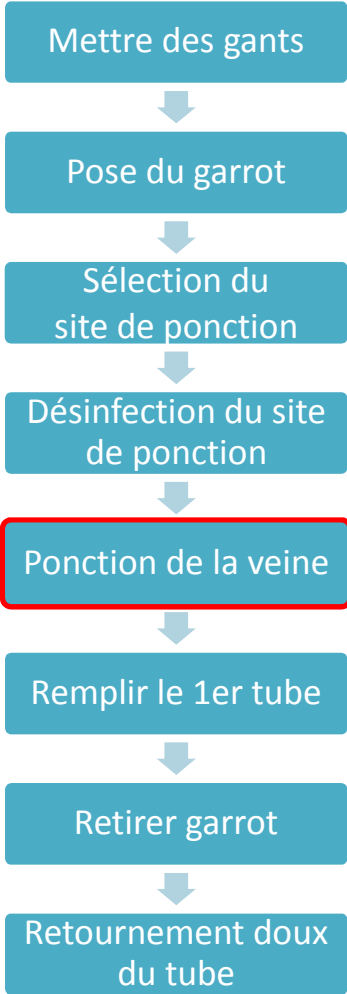 Mettre des gants
Pose du garrot
Sélection du
site de ponction
Désinfection du site
de ponction
Ponction de la veine
Remplir le 1er tube
Retirer garrot
Retournement doux
du tube